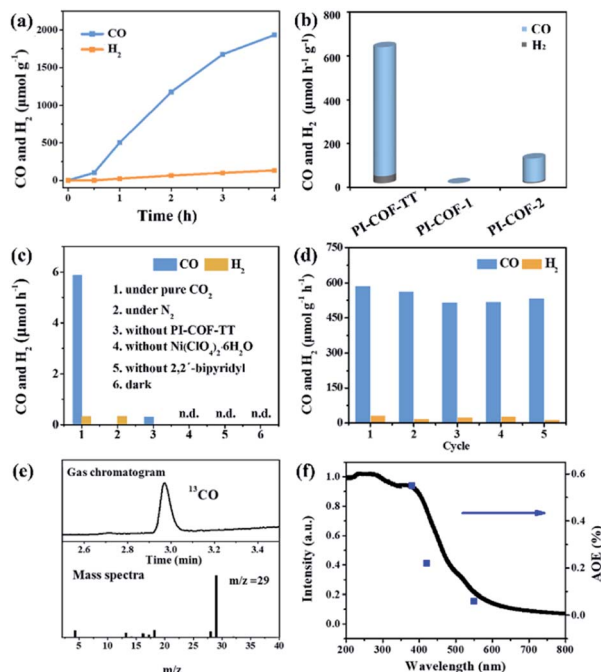 (a)
CO
H2
CO and H2 (μmol g-1)
2000
1500
1000
500
0
0 1 2 3 4
Time (h)
(b)
CO
H2
CO and H2 (μmol h-1 g-1)
800
600
400
200
0
PI-COF-TT
PI-COF-1
PI-COF-2
(c)
CO H2
CO and H2 (μmol h-1)
6
4
2
0
1. under pure CO2
2. under N2
3. without PI-COF-TT
4. without Ni(ClO4)2·6H2O
5. without 2,2´-bipyridyl
6. dark
n.d. n.d. n.d.
1 2 3 4 5 6
(d)
CO H2
CO and H2 (μmol g-1 h-1)
750
600
450
300
150
0
1 2 3 4 5
Cycle
(e)
Gas chromatogram
13CO
2.6 2.8 3.0 3.2 3.4
Time (min)
Mass spectra
m/z =29
5 10 15 20 25 30 35 40
m/z
(f)
Intensity (a.u.)
1.0
0.8
0.6
0.4
0.2
0.0
AQE (%)
0.6
0.4
0.2
0.0
200 300 400 500 600 700 800
Wavelength (nm)